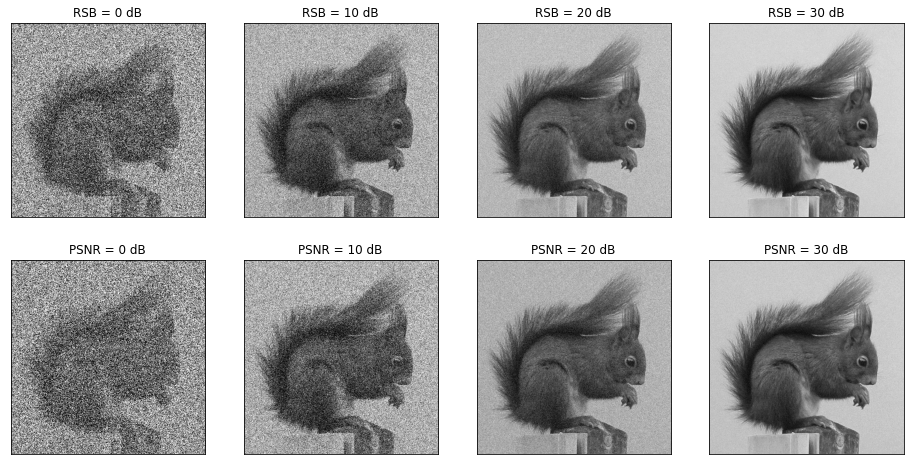 RSB = 0 dB
RSB = 10 dB
RSB = 20 dB
RSB = 30 dB
PSNR = 0 dB
PSNR = 10 dB
PSNR = 20 dB
PSNR = 30 dB